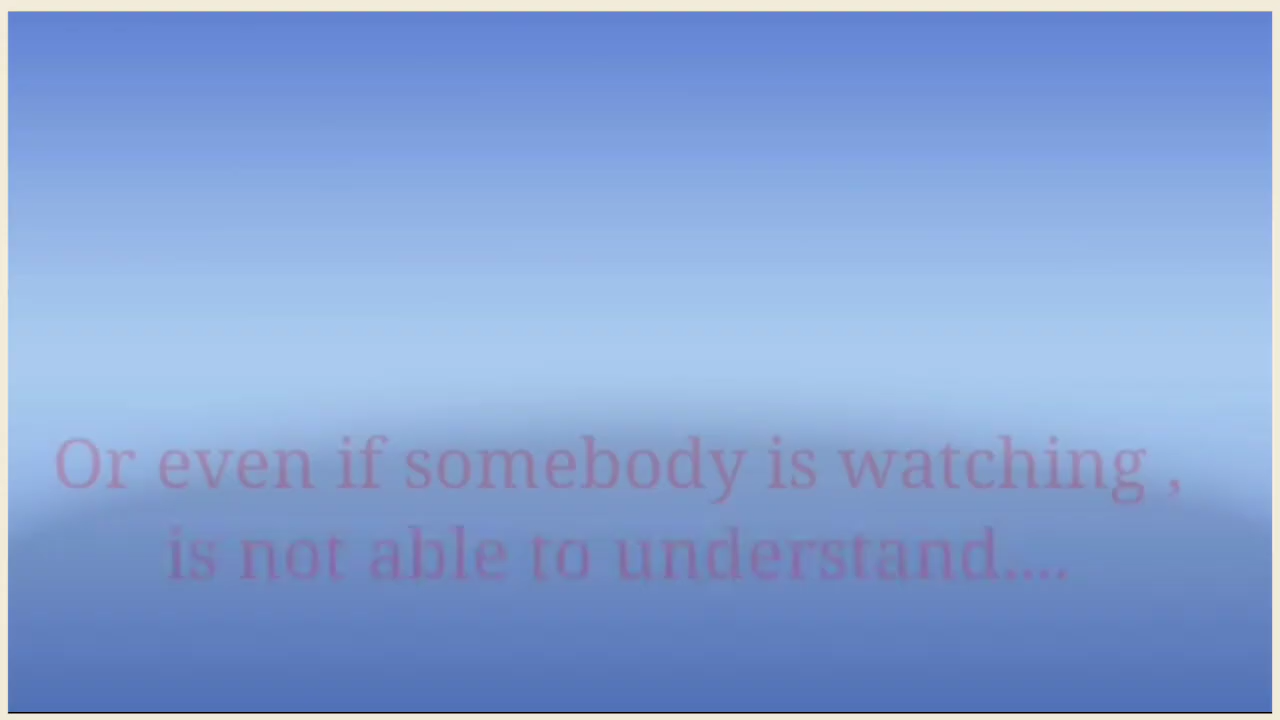 Or even if somebody is watching ,
is not able to understand....